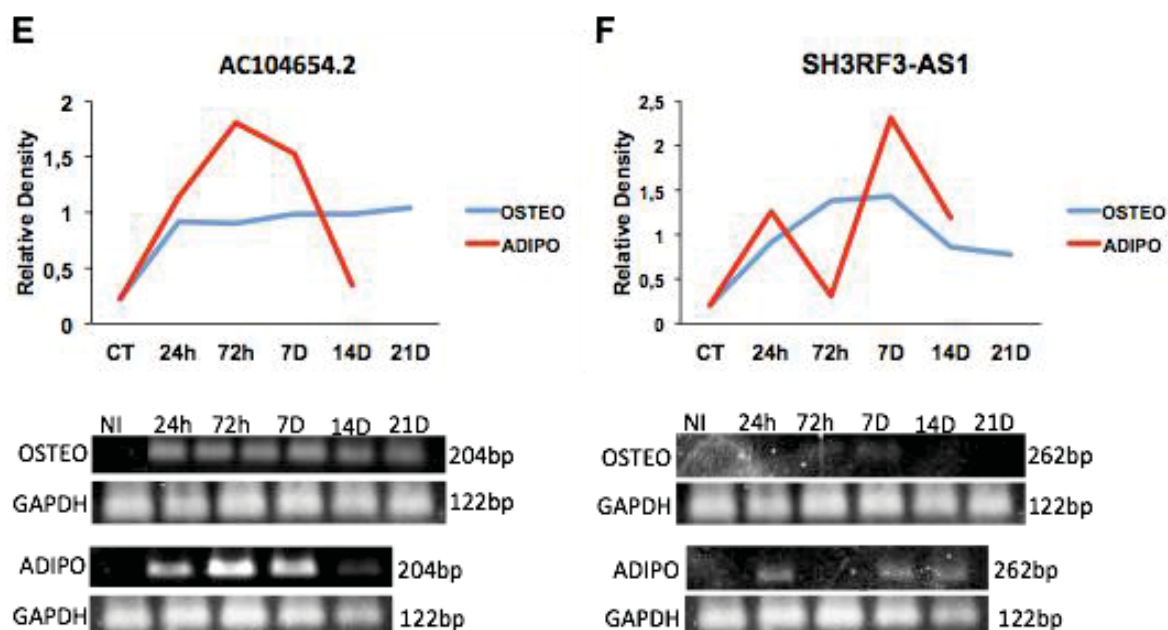 E
AC104654.2
Relative Density
2
1,5
1
0,5
0
CT 24h 72h 7D 14D 21D
OSTEO
ADIPO
NI 24h 72h 7D 14D 21D
OSTEO 204bp
GAPDH 122bp
ADIPO 204bp
GAPDH 122bp
F
SH3RF3-AS1
Relative Density
2,5
2
1,5
1
0,5
0
CT 24h 72h 7D 14D 21D
OSTEO
ADIPO
NI 24h 72h 7D 14D 21D
OSTEO 262bp
GAPDH 122bp
ADIPO 262bp
GAPDH 122bp